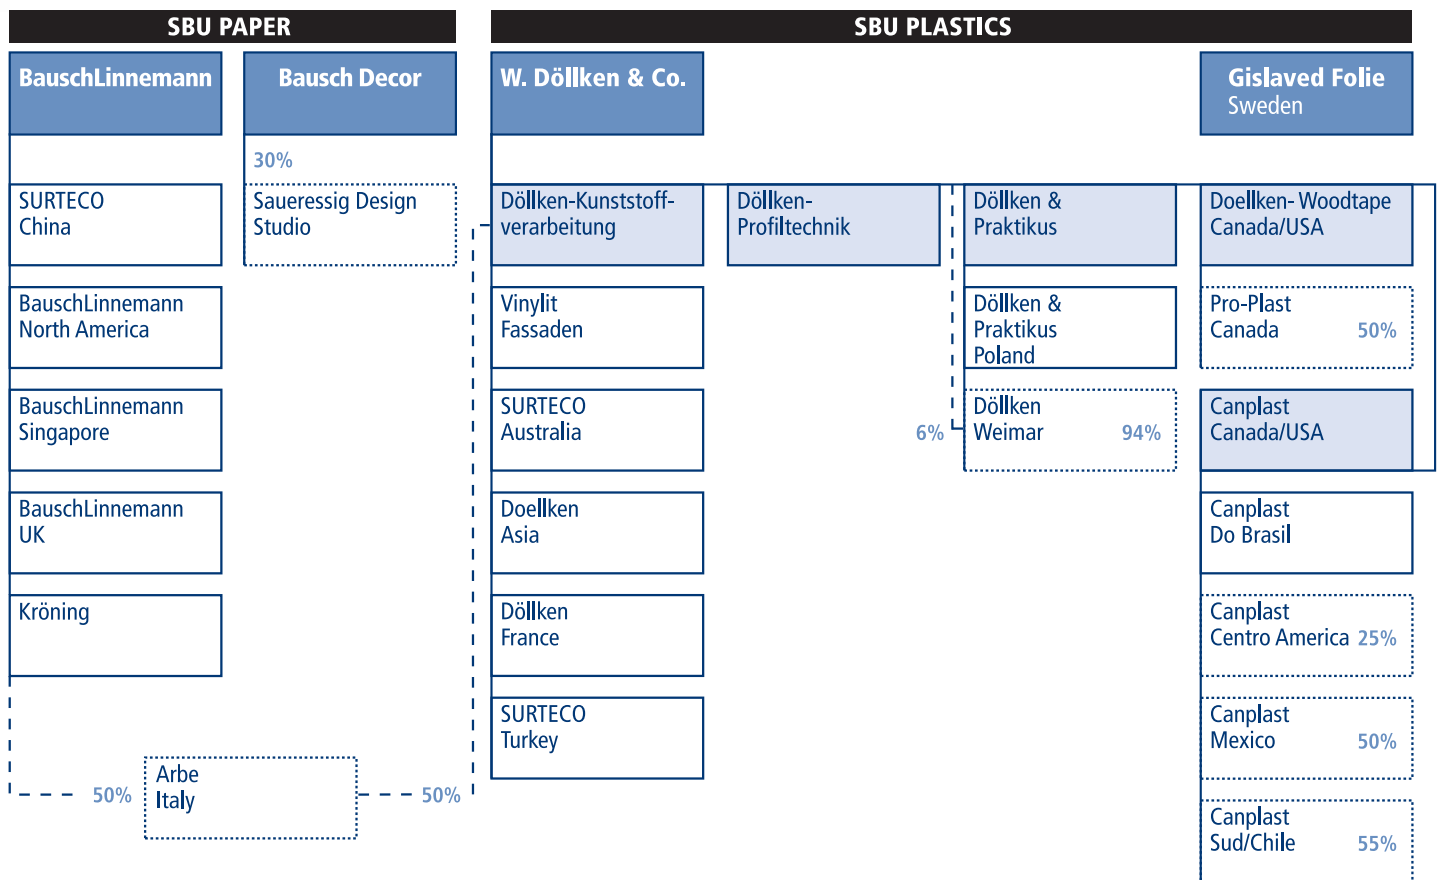 SBU PAPER
BauschLinnemann
Bausch Decor
30%
SURTECO
China
Saueressig Design
Studio
BauschLinnemann
North America
BauschLinnemann
Singapore
BauschLinnemann
UK
Kröning
50%
Arbe
Italy
50%
SBU PLASTICS
W. Döllken & Co.
Gislaved Folie
Sweden
Döllken-Kunststoff-
verarbeitung
Vinylit
Fassaden
SURTECO
Australia
Doellken
Asia
Döllken
France
SURTECO
Turkey
Döllken-
Profiltechnik
Döllken &
Praktikus
Döllken &
Praktikus
Poland
6%
Döllken
Weimar 94%
Doellken-Woodtape
Canada/USA
Pro-Plast
Canada 50%
Canplast
Canada/USA
Canplast
Do Brasil
Canplast
Centro America 25%
Canplast
Mexico 50%
Canplast
Sud/Chile 55%